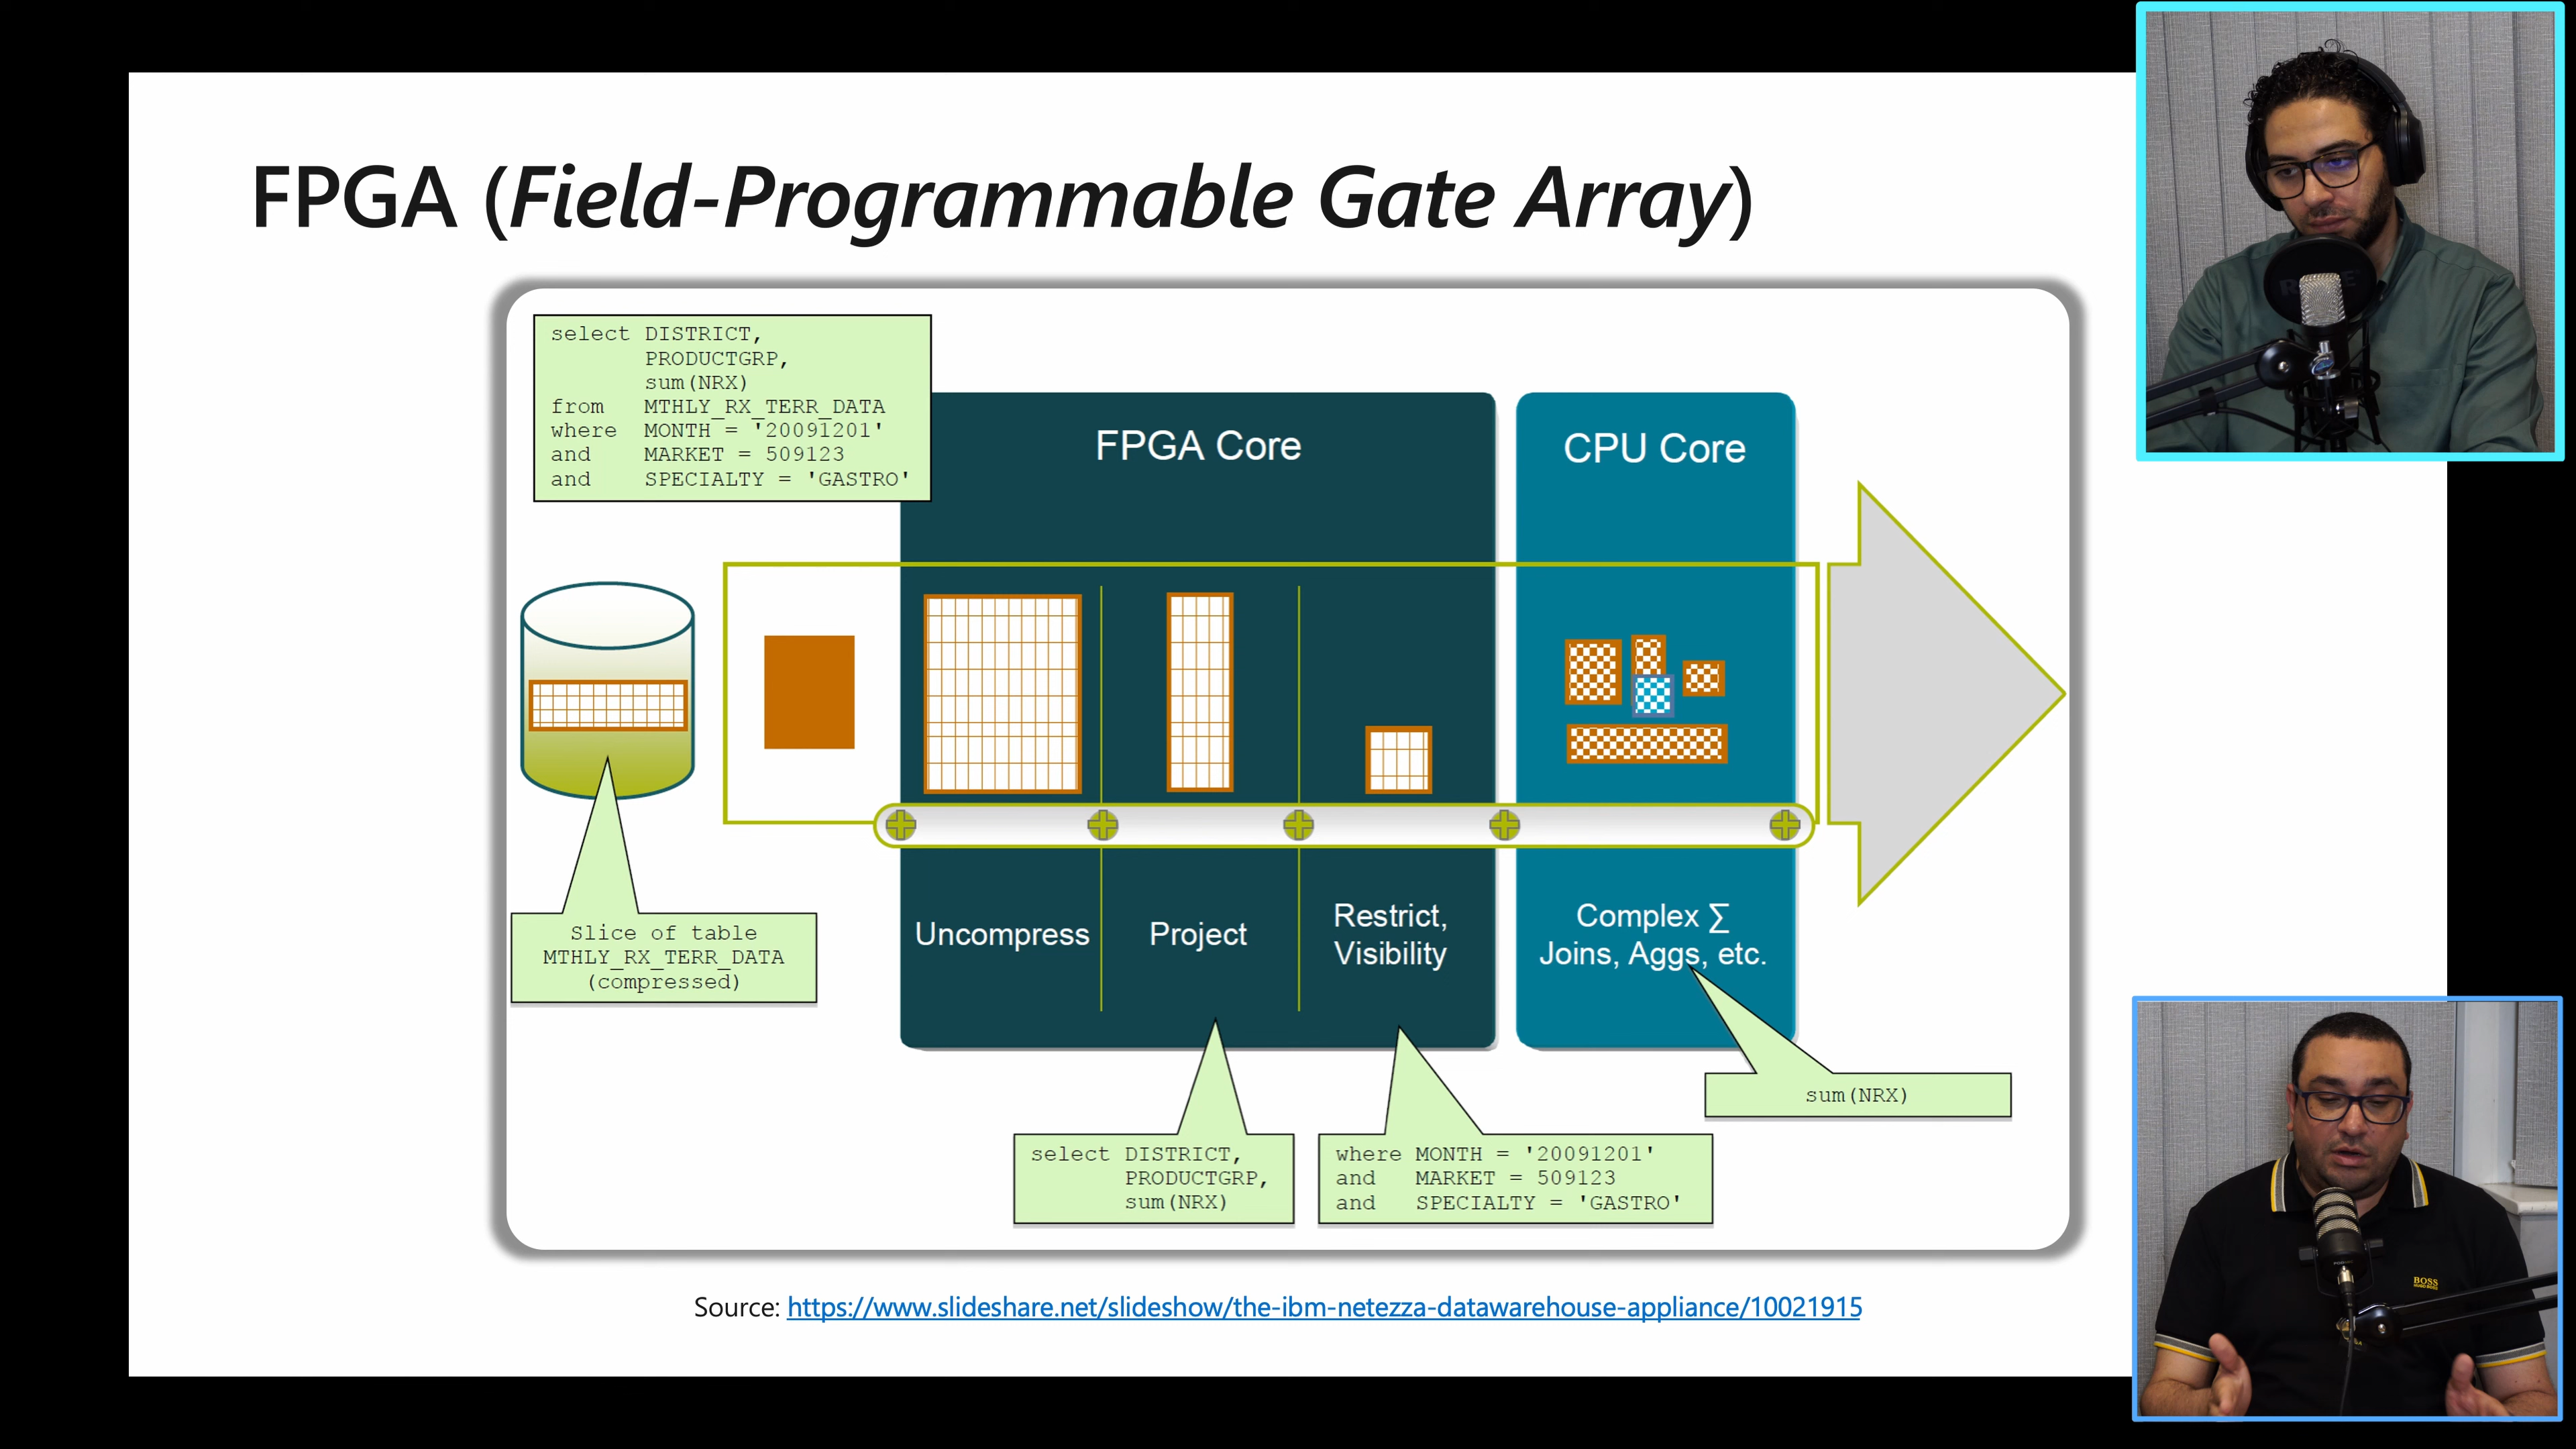 FPGA (Field-Programmable Gate Array)
select DISTRICT,
PRODUCTGRP,
sum(NRX)
from MTHLY_RX_TERR_DATA
where MONTH = '20091201'
and MARKET = 509123
and SPECIALTY = 'GASTRO'
FPGA Core
CPU Core
Uncompress
Project
Restrict,
Visibility
Complex ∑
Joins, Aggs, etc.
Slice of table
MTHLY_RX_TERR_DATA
(compressed)
select DISTRICT,
PRODUCTGRP,
sum(NRX)
where MONTH = '20091201'
and MARKET = 509123
and SPECIALTY = 'GASTRO'
sum(NRX)
Source: https://www.slideshare.net/slideshow/the-ibm-netezza-datawarehouse-appliance/10021915
BOSS